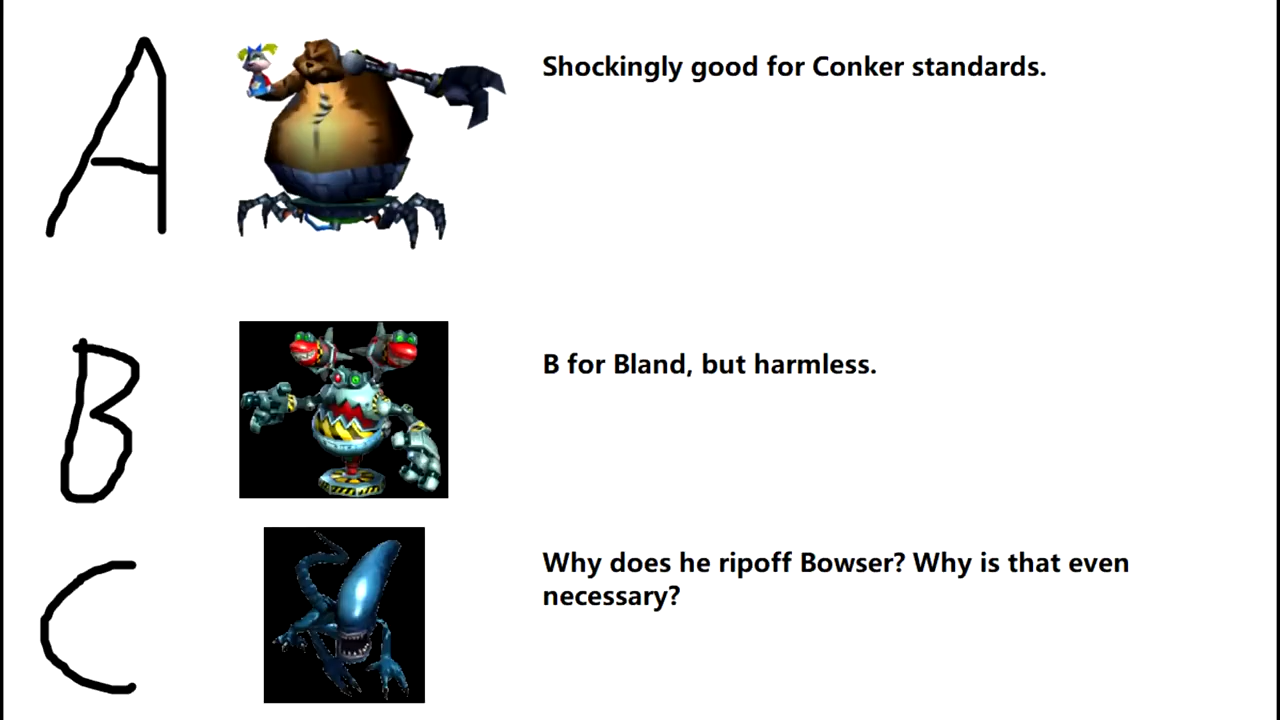 A
Shockingly good for Conker standards.
B
B for Bland, but harmless.
C
Why does he ripoff Bowser? Why is that even
necessary?